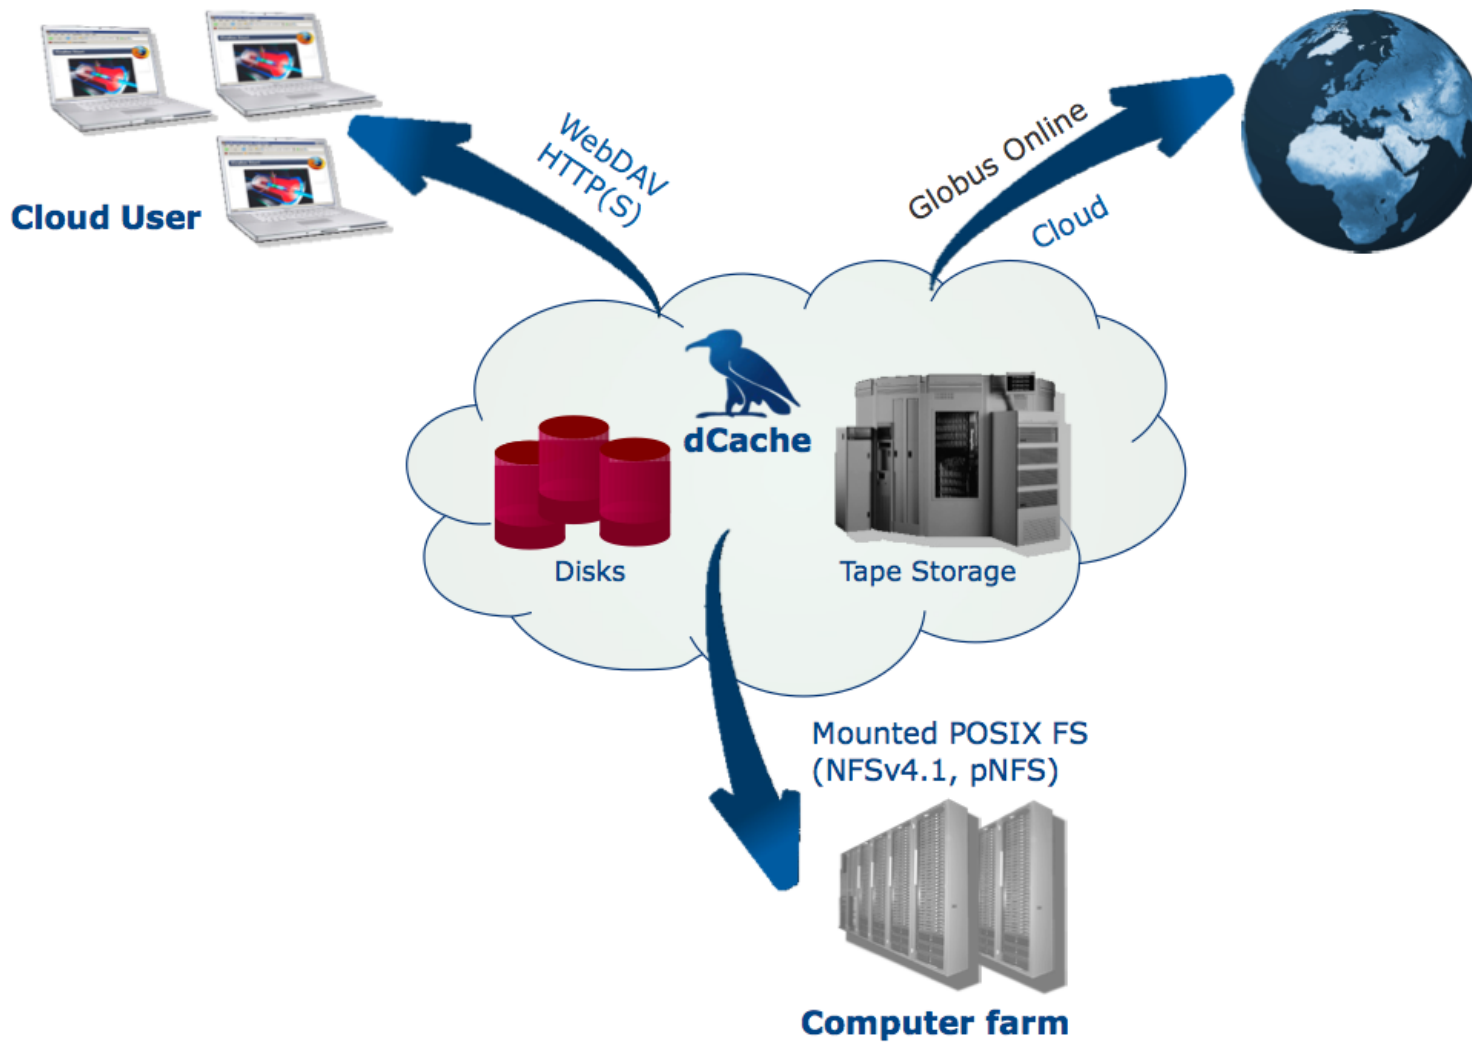 WebDAV
HTTP(S)
Globus Online
Cloud
Cloud User
dCache
Disks
Tape Storage
Mounted POSIX FS
(NFSv4.1, pNFS)
Computer farm